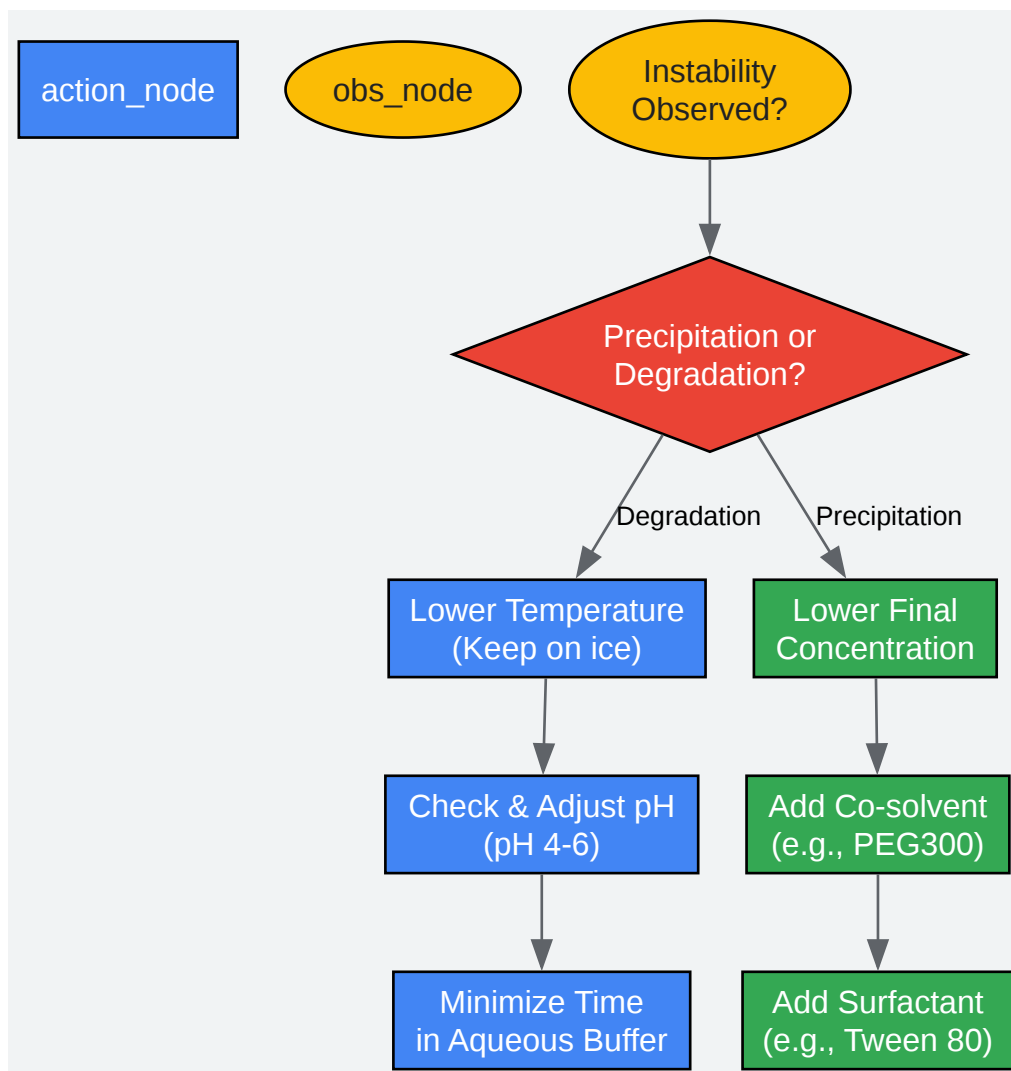 action_node
obs_node
Instability
Observed?
Precipitation or
Degradation?
Degradation
Precipitation
Lower Temperature
(Keep on ice)
Lower Final
Concentration
Check & Adjust pH
(pH 4-6)
Add Co-solvent
(e.g., PEG300)
Minimize Time
in Aqueous Buffer
Add Surfactant
(e.g., Tween 80)